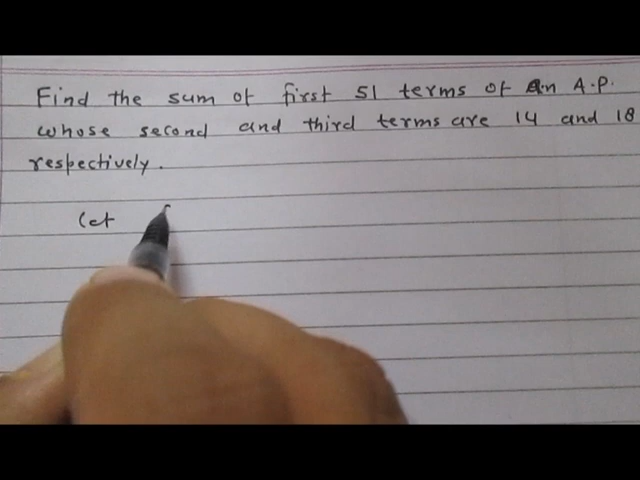 Find the sum of first 51 terms of an A.P.
whose second and third terms are 14 and 18
respectively.
Let